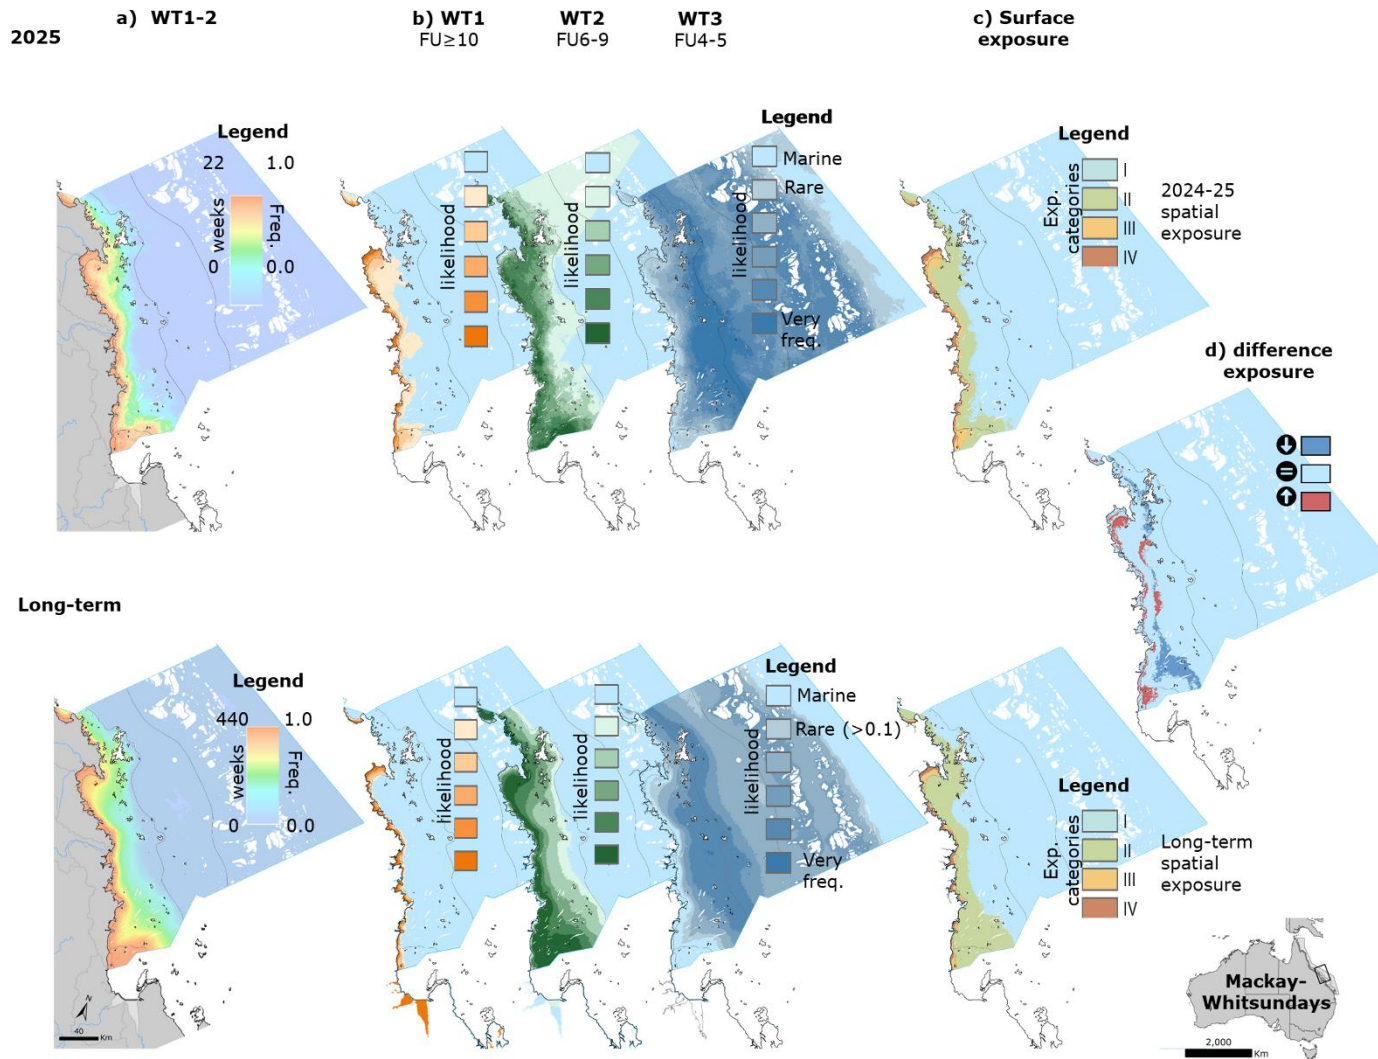 a) WT1-2
b) WT1
FU≥10
WT2
FU6-9
WT3
FU4-5
c) Surface
exposure
2025
Legend
22
1.0
weeks
Freq.
0
0.0
likelihood
likelihood
Legend
Marine
Rare
likelihood
Very
freq.
Legend
Exp.
categories
I
II
III
IV
2024-25
spatial
exposure
d) difference
exposure
=
Long-term
Legend
440
1.0
weeks
Freq.
0
0.0
N
40
Km
likelihood
likelihood
Legend
Marine
Rare (>0.1)
likelihood
Very
freq.
Legend
Exp.
categories
I
II
III
IV
Long-term
spatial
exposure
Mackay-
Whitsundays
2,000
Km